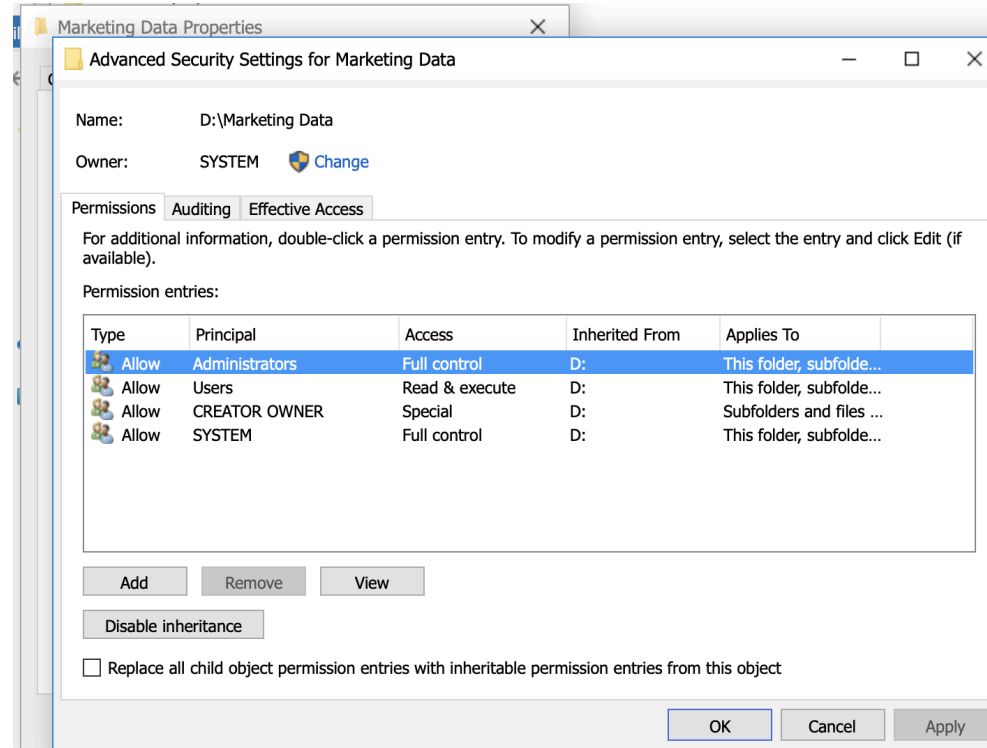 Marketing Data Properties
Advanced Security Settings for Marketing Data
Name: D:\Marketing Data
Owner: SYSTEM Change
Permissions Auditing Effective Access
For additional information, double-click a permission entry. To modify a permission entry, select the entry and click Edit (if
available).
Permission entries:
Type Principal Access Inherited From Applies To
Allow Administrators Full control D: This folder, subfolde...
Allow Users Read & execute D: This folder, subfolde...
Allow CREATOR OWNER Special D: Subfolders and files ...
Allow SYSTEM Full control D: This folder, subfolde...
Add Remove View
Disable inheritance
Replace all child object permission entries with inheritable permission entries from this object
OK Cancel Apply